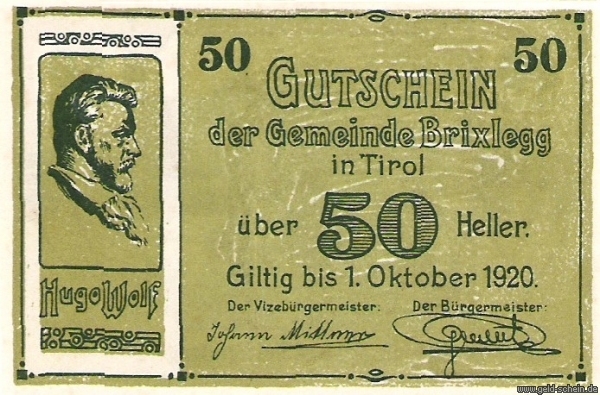 50 50
GUTSCHEIN
der Gemeinde Brixlegg
in Tirol
über 50 Heller.
Giltig bis 1. Oktober 1920.
Der Vizebürgermeister: Der Bürgermeister:
Johann
Hugo Wolf
www.geld-schein.de